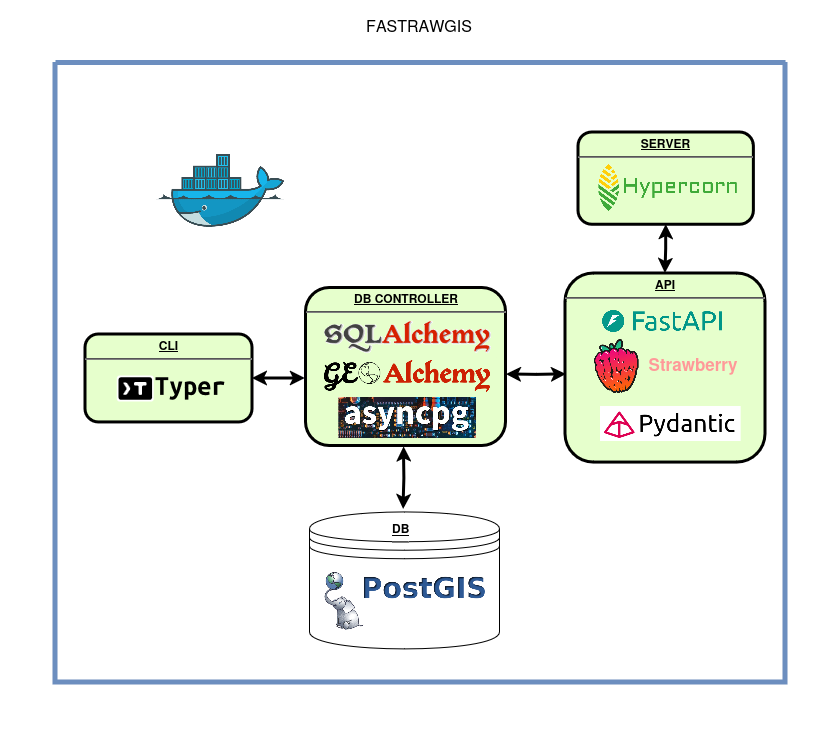 FASTRAWGIS
SERVER
Hypercorn
API
FastAPI
Strawberry
Pydantic
DB CONTROLLER
SQLAlchemy
GEOAlchemy
asyncpg
CLI
Typer
DB
PostGIS